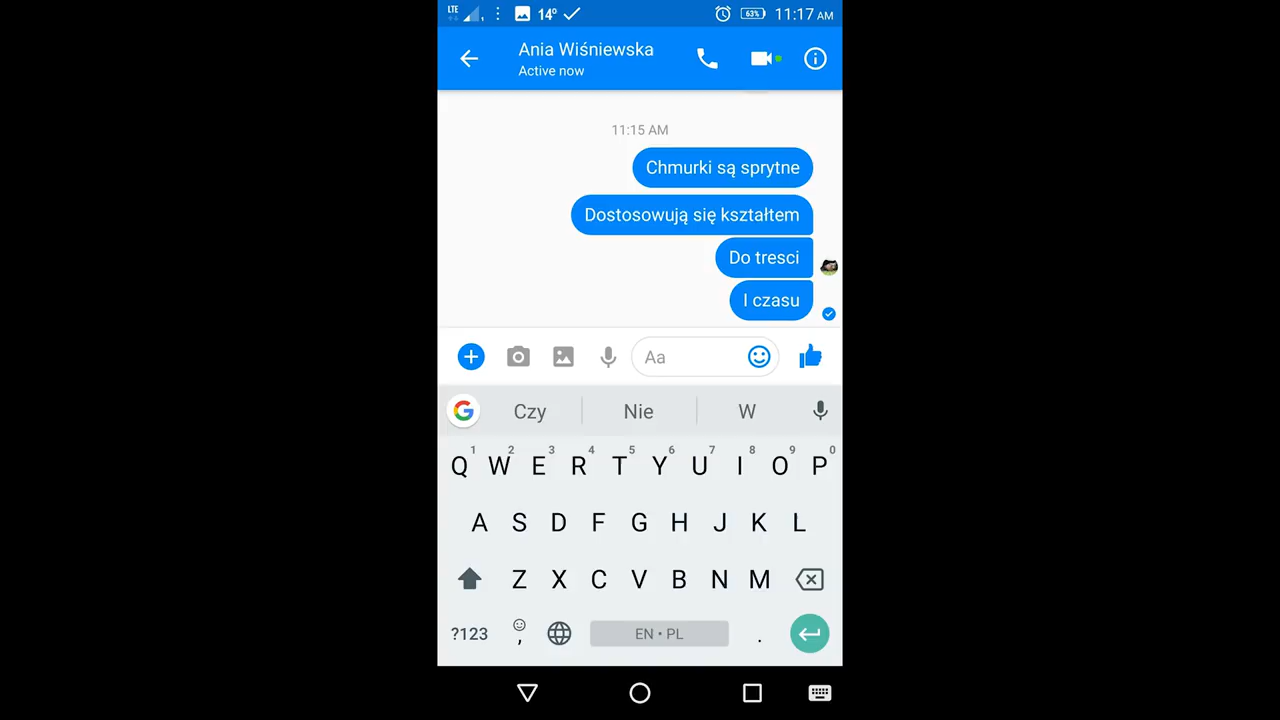 LTE 1 14° 63% 11:17 AM
Ania Wiśniewska
Active now
11:15 AM
Chmurki są sprytne
Dostosowują się kształtem
Do tresci
I czasu
Aa
G Czy Nie W
1 2 3 4 5 6 7 8 9 0
Q W E R T Y U I O P
A S D F G H J K L
Z X C V B N M
?123 , EN • PL .